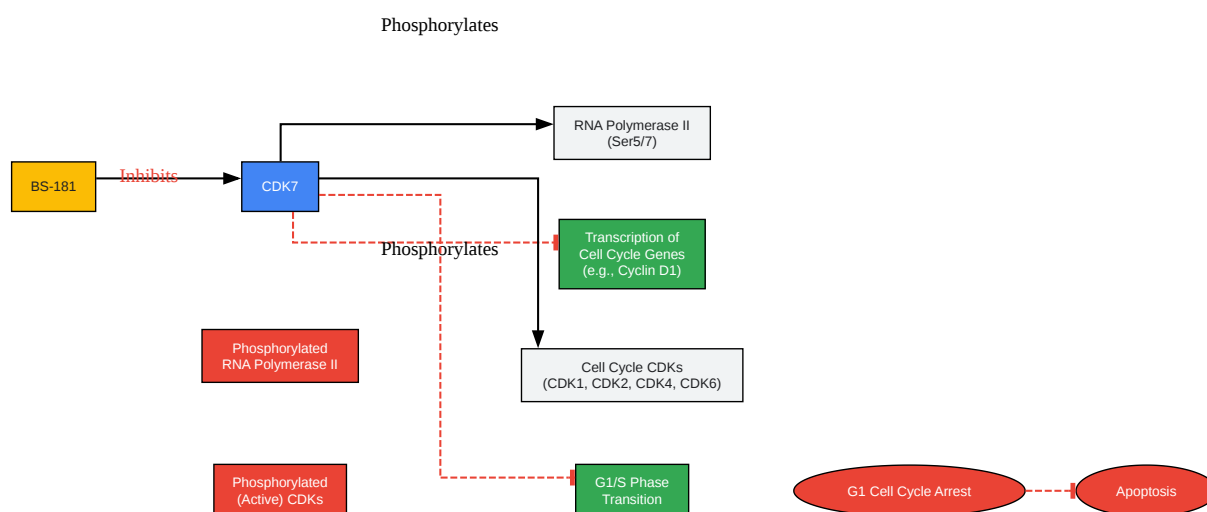 Phosphorylates
RNA Polymerase II
(Ser5/7)
BS-181
Inhibits
CDK7
Transcription of
Cell Cycle Genes
(e.g., Cyclin D1)
Phosphorylates
Phosphorylated
RNA Polymerase II
Cell Cycle CDKs
(CDK1, CDK2, CDK4, CDK6)
Phosphorylated
(Active) CDKs
G1/S Phase
Transition
G1 Cell Cycle Arrest
Apoptosis